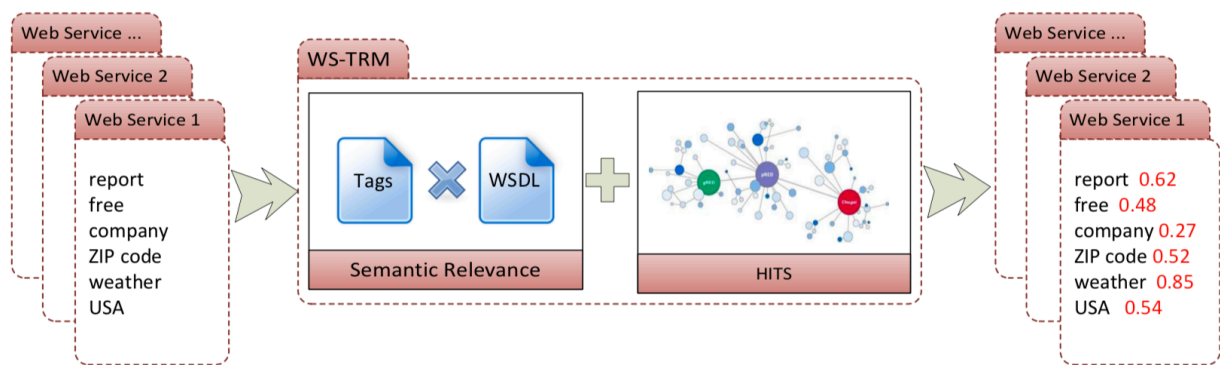 Web Service ...
Web Service 2
Web Service 1
report
free
company
ZIP code
weather
USA
WS-TRM
Tags
WSDL
Semantic Relevance
HITS
Web Service ...
Web Service 2
Web Service 1
report 0.62
free 0.48
company 0.27
ZIP code 0.52
weather 0.85
USA 0.54